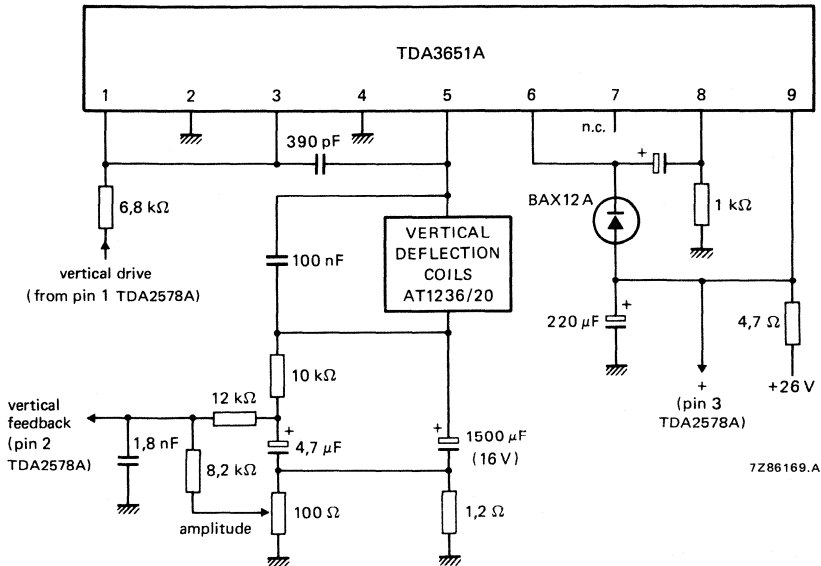 TDA3651A
1 2 3 4 5 6 7 8 9
n.c.
390 pF
+
BAX12A
1 kΩ
6,8 kΩ
vertical drive
(from pin 1 TDA2578A)
100 nF
VERTICAL
DEFLECTION
COILS
AT1236/20
+
220 µF
4,7 Ω
10 kΩ
+
(pin 3
TDA2578A)
+26 V
12 kΩ
vertical
feedback
(pin 2
TDA2578A)
1,8 nF
+
4,7 µF
+
1500 µF
(16 V)
8,2 kΩ
7Z86169.A
amplitude
100 Ω
1,2 Ω